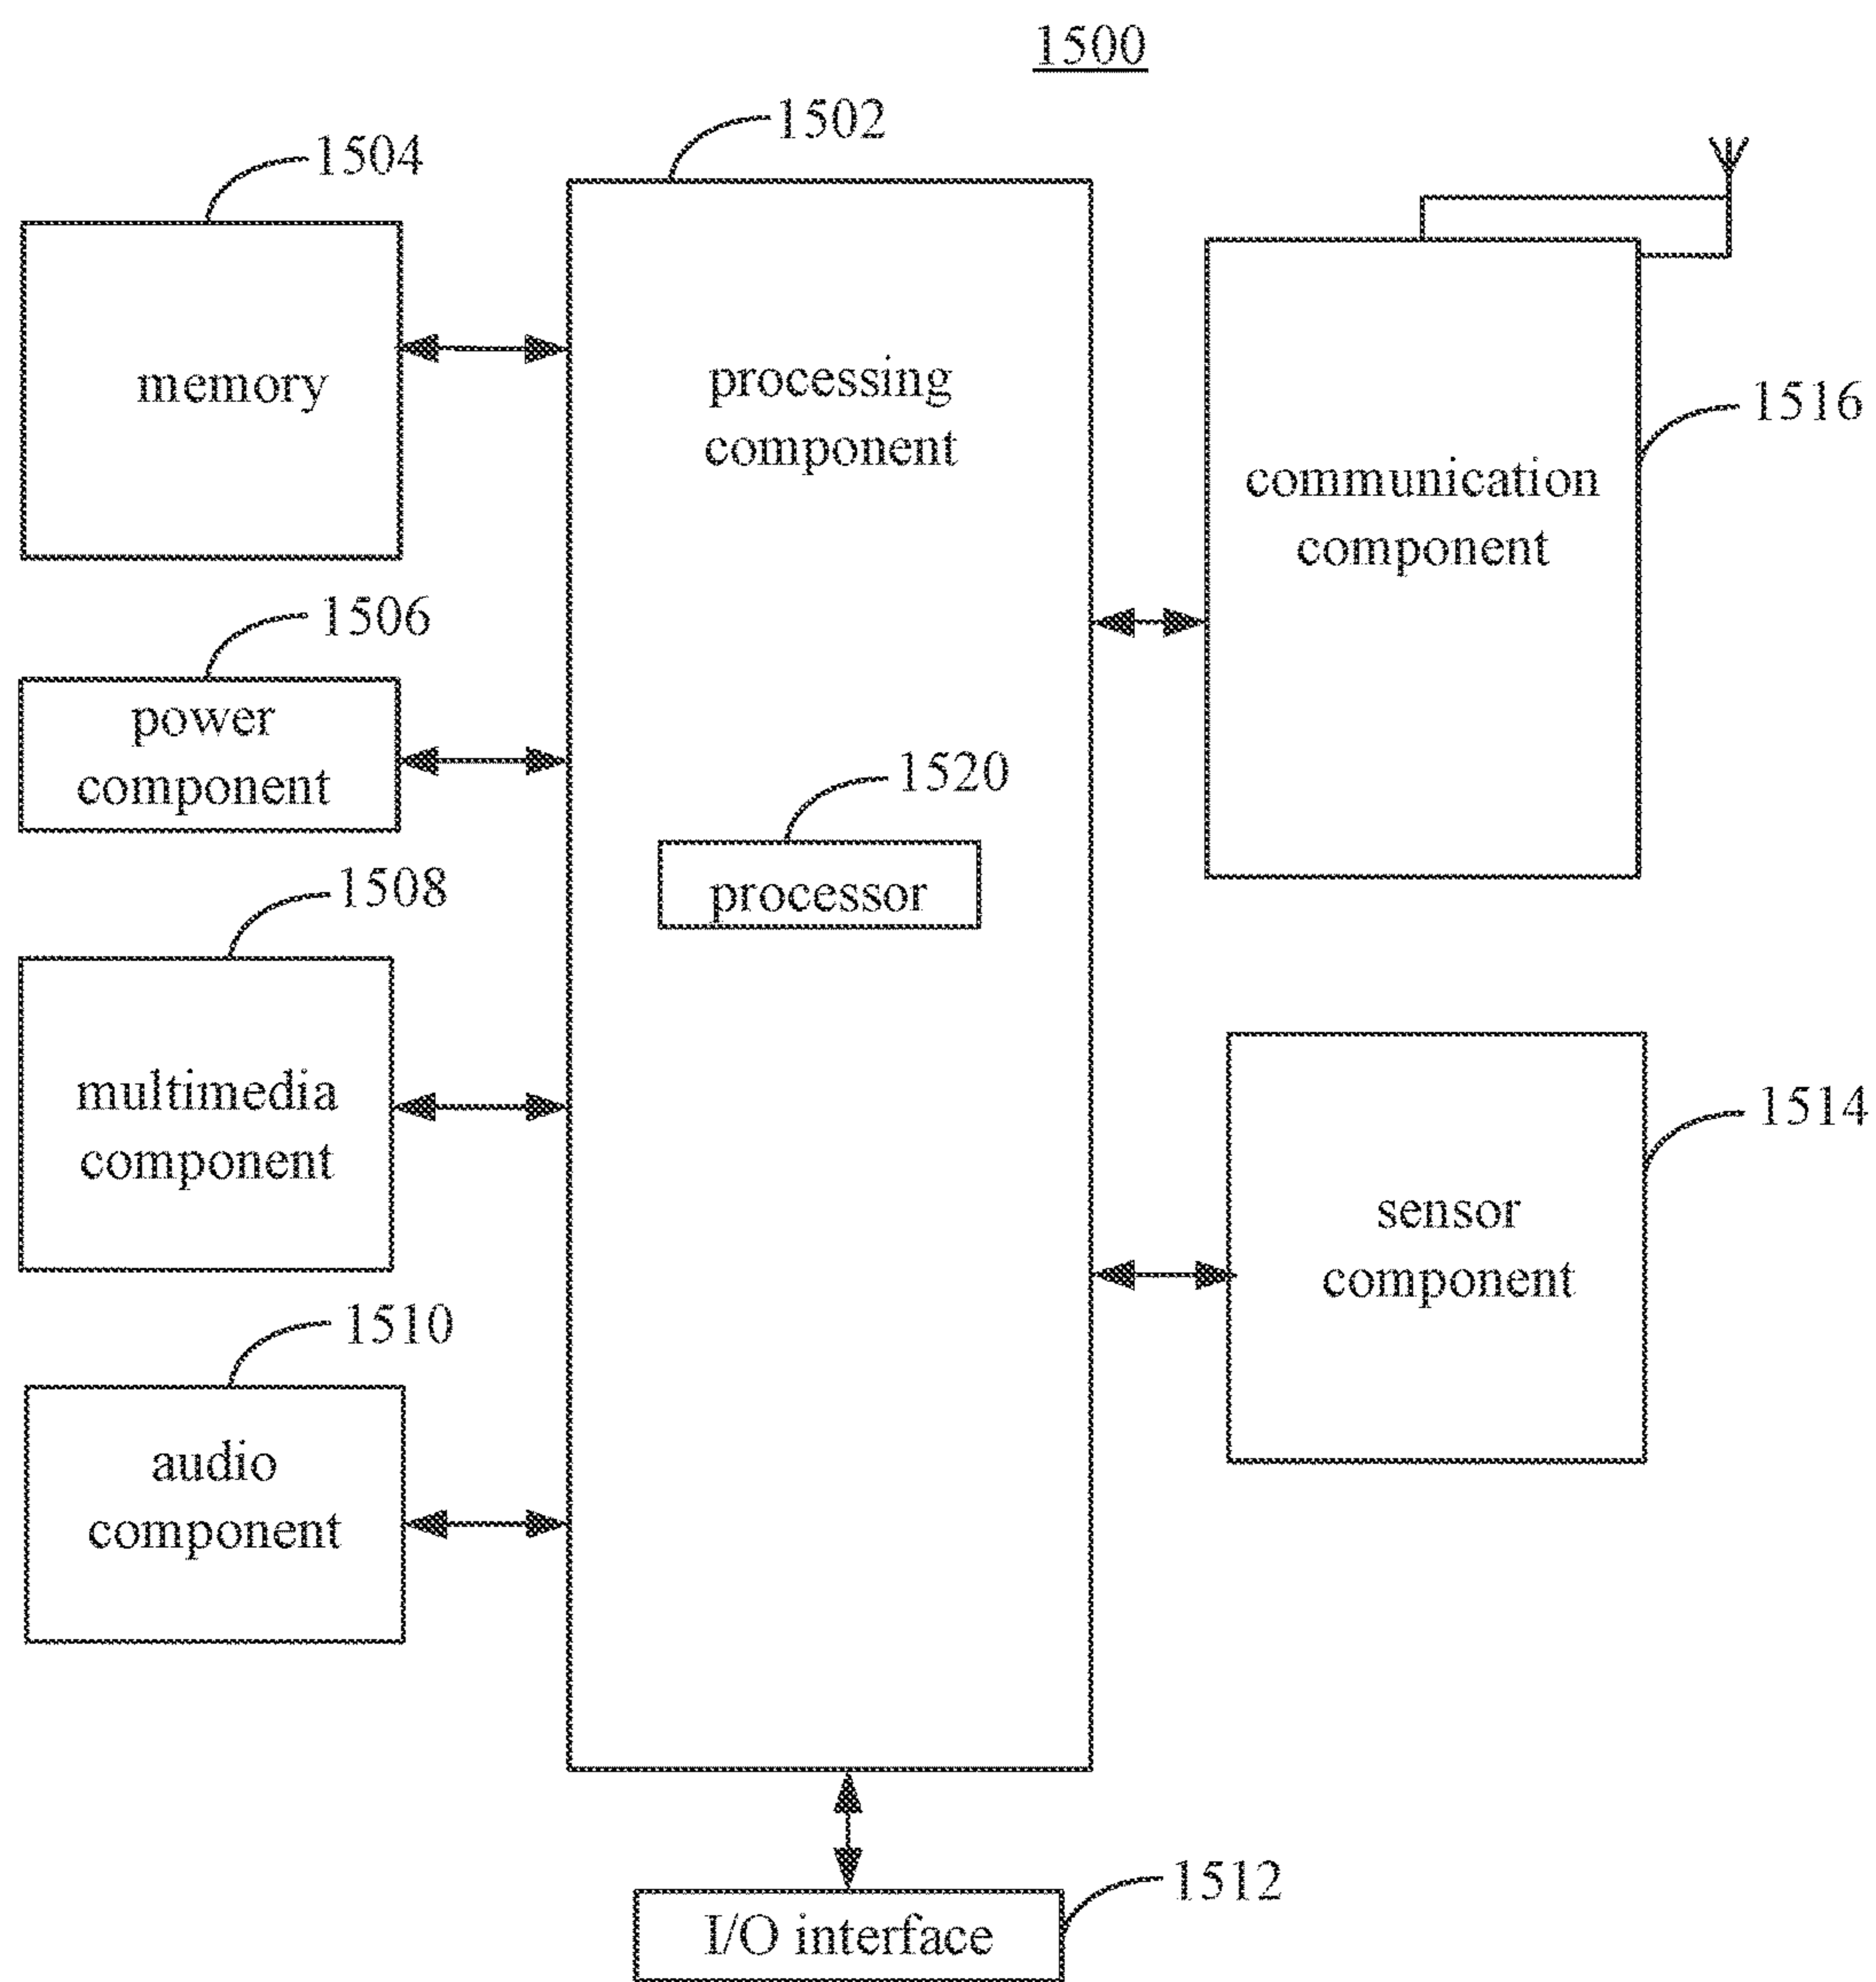 1500
1502
1504
memory
processing
component
1516
communication
component
1506
power
component
1520
processor
1508
multimedia
component
1514
sensor
component
1510
audio
component
1512
I/O interface